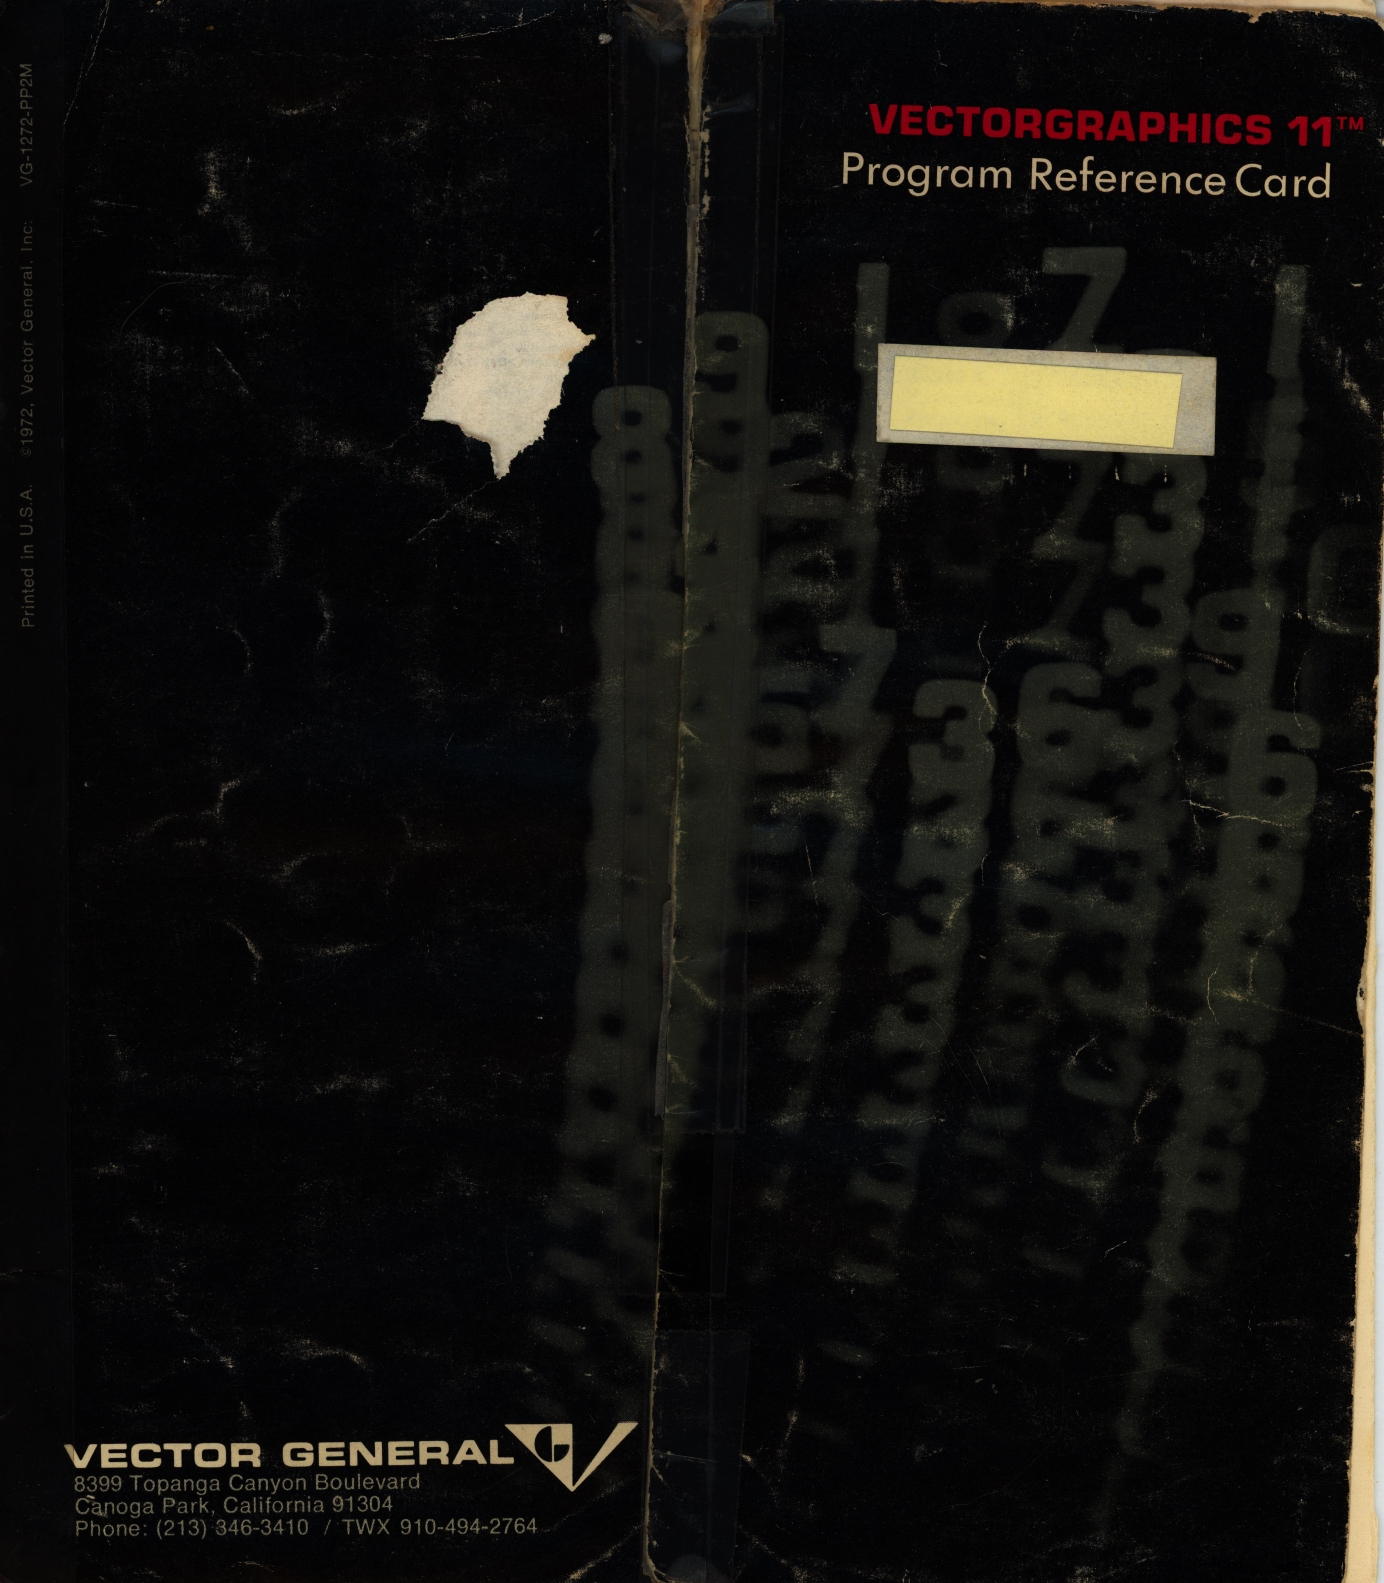 VECTORGRAPHICS 11™
Program Reference Card
Printed in U.S.A. ©1972, Vector General, Inc. VG-1272-PP2M
VECTOR GENERAL
8399 Topanga Canyon Boulevard
Canoga Park, California 91304
Phone: (213) 346-3410 / TWX 910-494-2764